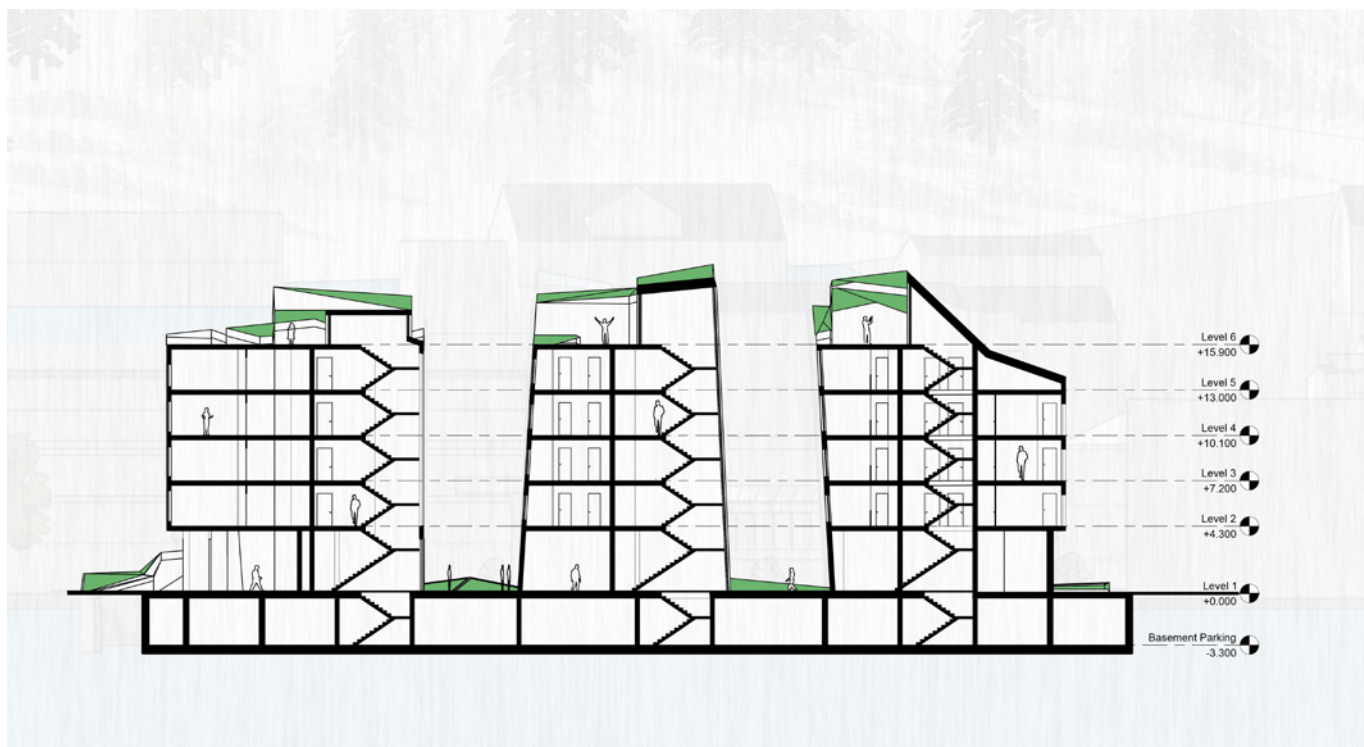 Level 6
+15.900
Level 5
+13.000
Level 4
+10.100
Level 3
+7.200
Level 2
+4.300
Level 1
+0.000
Basement Parking
-3.300